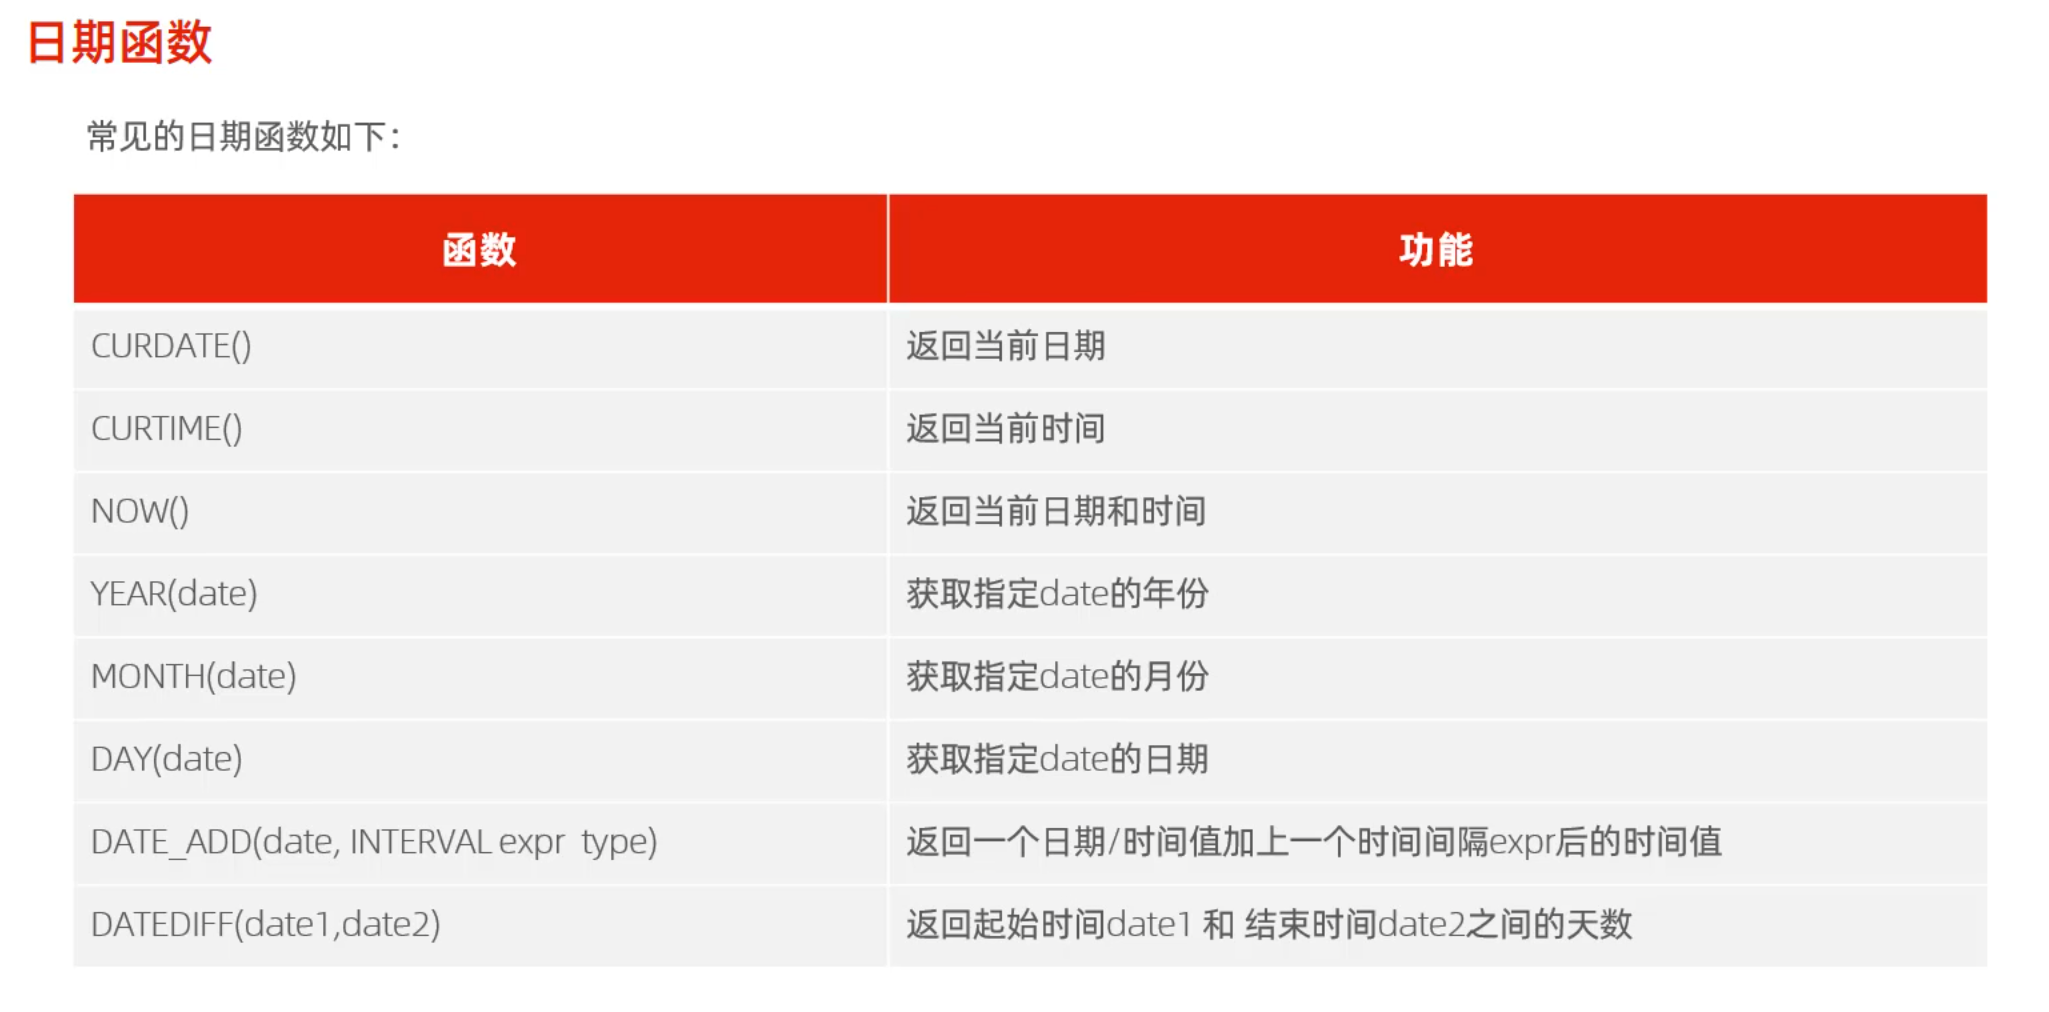 日期函数
常见的日期函数如下：
函数 功能
CURDATE() 返回当前日期
CURTIME() 返回当前时间
NOW() 返回当前日期和时间
YEAR(date) 获取指定date的年份
MONTH(date) 获取指定date的月份
DAY(date) 获取指定date的日期
DATE_ADD(date, INTERVAL expr type) 返回一个日期/时间值加上一个时间间隔expr后的时间值
DATEDIFF(date1,date2) 返回起始时间date1 和 结束时间date2之间的天数